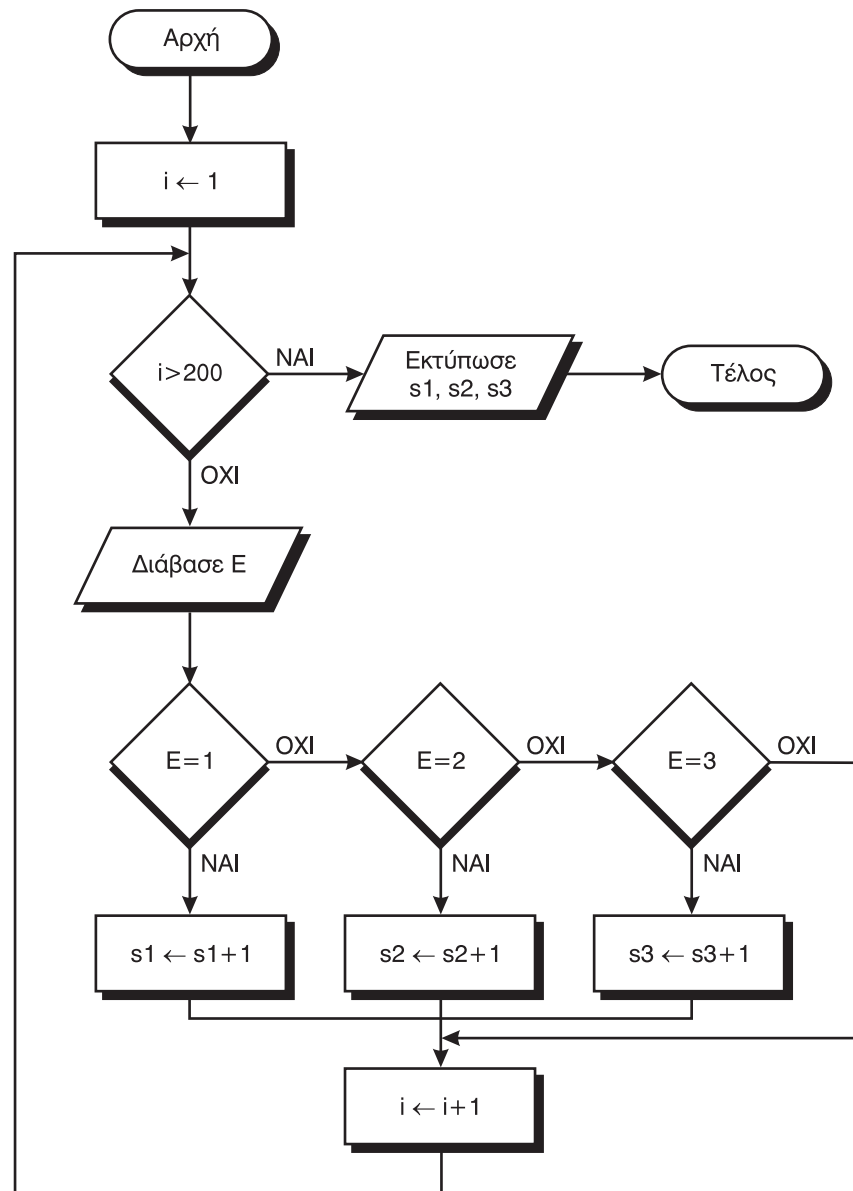 Αρχή
i ← 1
i>200
ΝΑΙ
Εκτύπωσε
s1, s2, s3
Τέλος
ΟΧΙ
Διάβασε Ε
Ε=1
ΟΧΙ
Ε=2
ΟΧΙ
Ε=3
ΟΧΙ
ΝΑΙ
ΝΑΙ
ΝΑΙ
s1 ← s1+1
s2 ← s2+1
s3 ← s3+1
i ← i+1